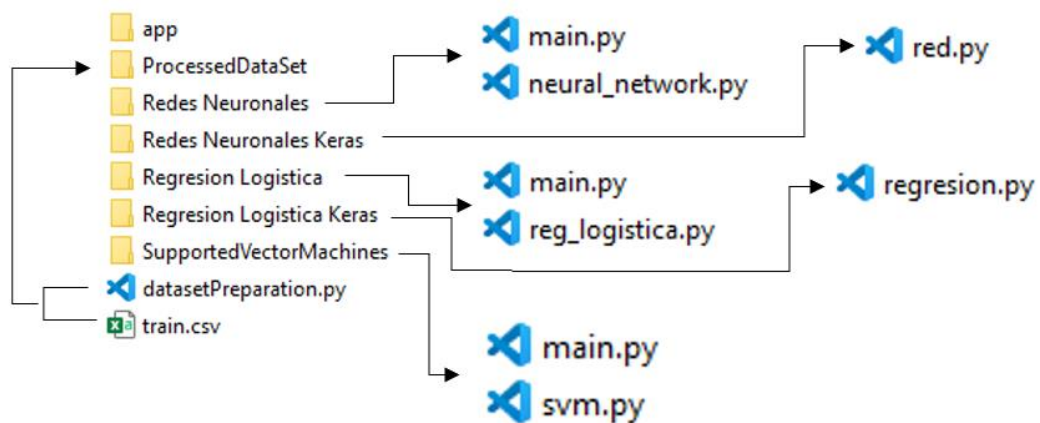 app
ProcessedDataSet
Redes Neuronales
Redes Neuronales Keras
Regresion Logistica
Regresion Logistica Keras
SupportedVectorMachines
datasetPreparation.py
train.csv
main.py
neural_network.py
red.py
main.py
reg_logistica.py
regresion.py
main.py
svm.py